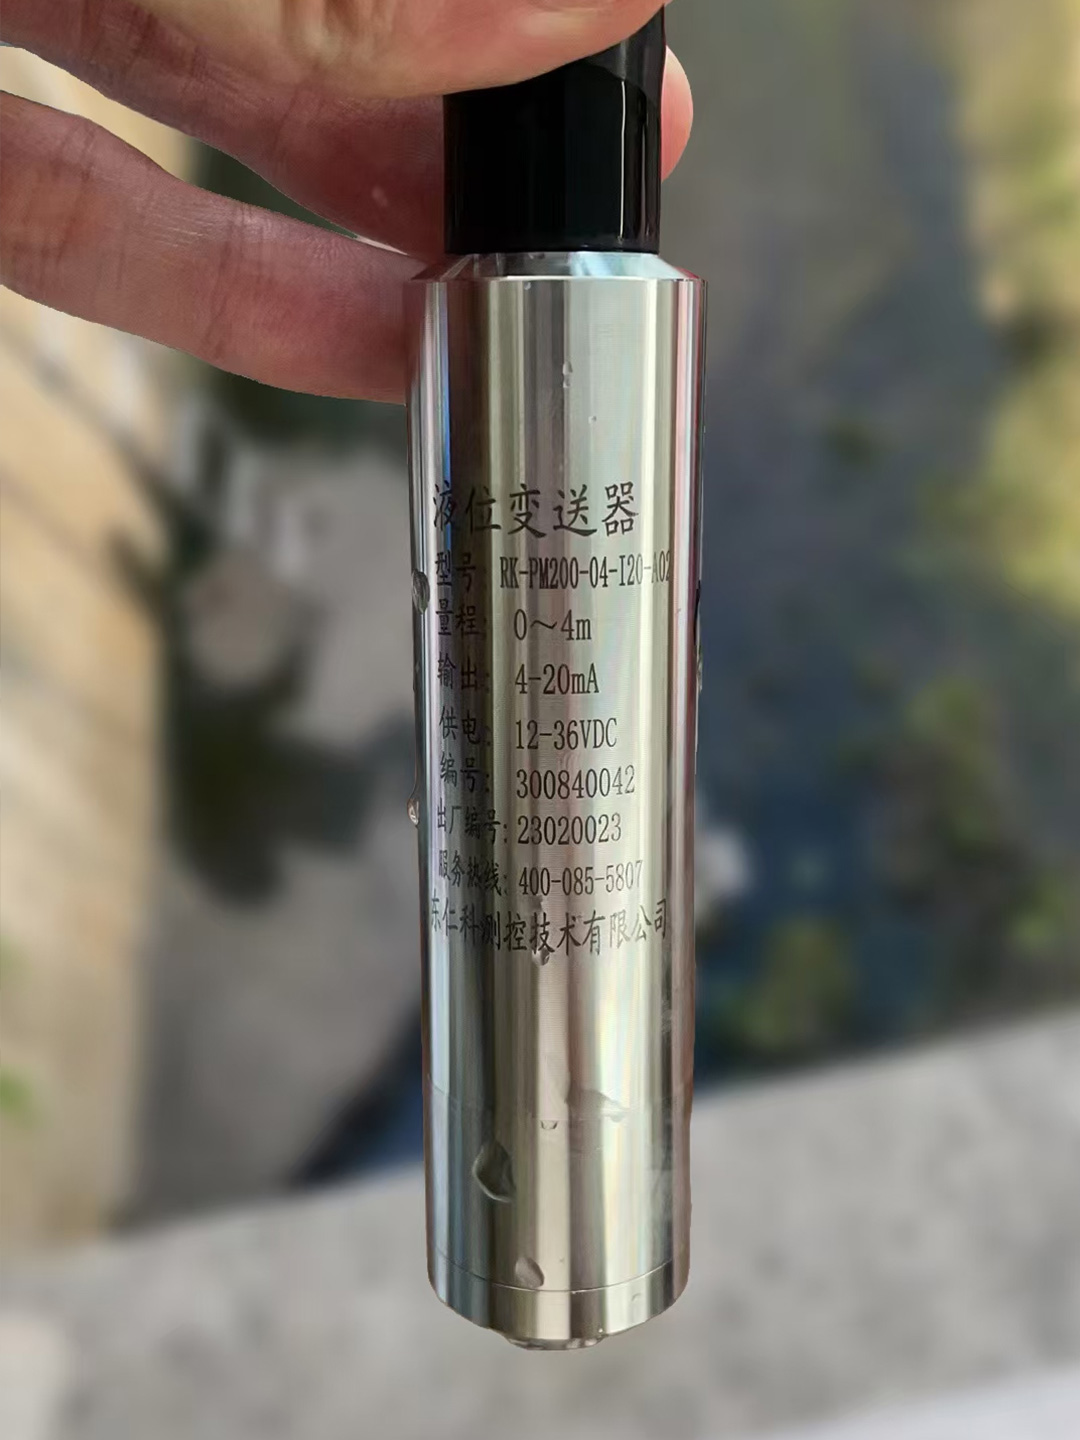 液位变送器
型号: RK-PM200-04-I20-A02
量程: 0～4m
输出: 4-20mA
供电: 12-36VDC
编号: 300840042
出厂编号: 23020023
服务热线: 400-085-5807
东仁科测控技术有限公司